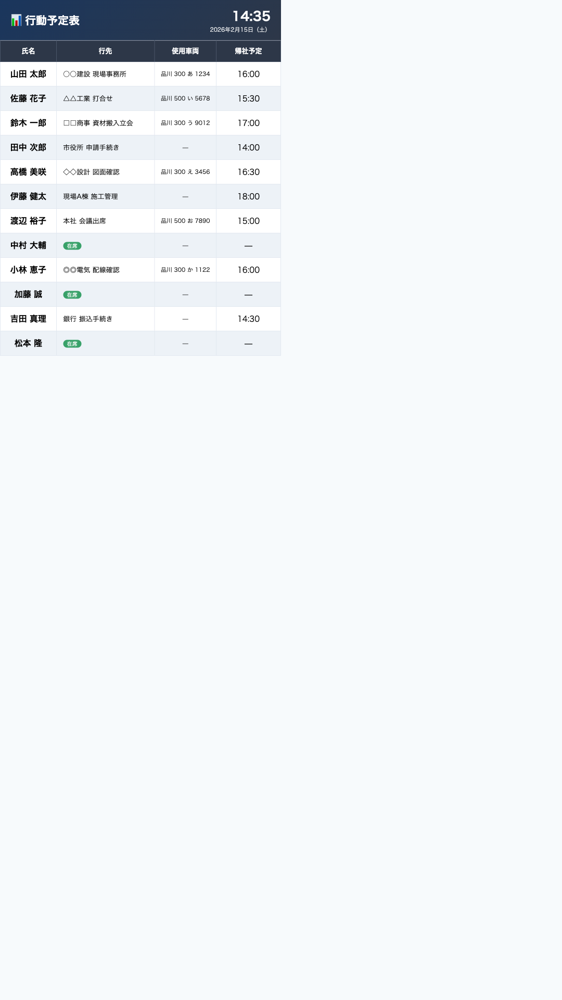 行動予定表
14:35
2026年2月15日（土）
氏名 行先 使用車両 帰社予定
山田 太郎 ○○建設 現場事務所 品川 300 あ 1234 16:00
佐藤 花子 △△工業 打合せ 品川 500 い 5678 15:30
鈴木 一郎 □□商事 資材搬入立会 品川 300 う 9012 17:00
田中 次郎 市役所 申請手続き — 14:00
高橋 美咲 ◇◇設計 図面確認 品川 300 え 3456 16:30
伊藤 健太 現場A棟 施工管理 — 18:00
渡辺 裕子 本社 会議出席 品川 500 お 7890 15:00
中村 大輔 在席 — —
小林 恵子 ◎◎電気 配線確認 品川 300 か 1122 16:00
加藤 誠 在席 — —
吉田 真理 銀行 振込手続き — 14:30
松本 隆 在席 — —